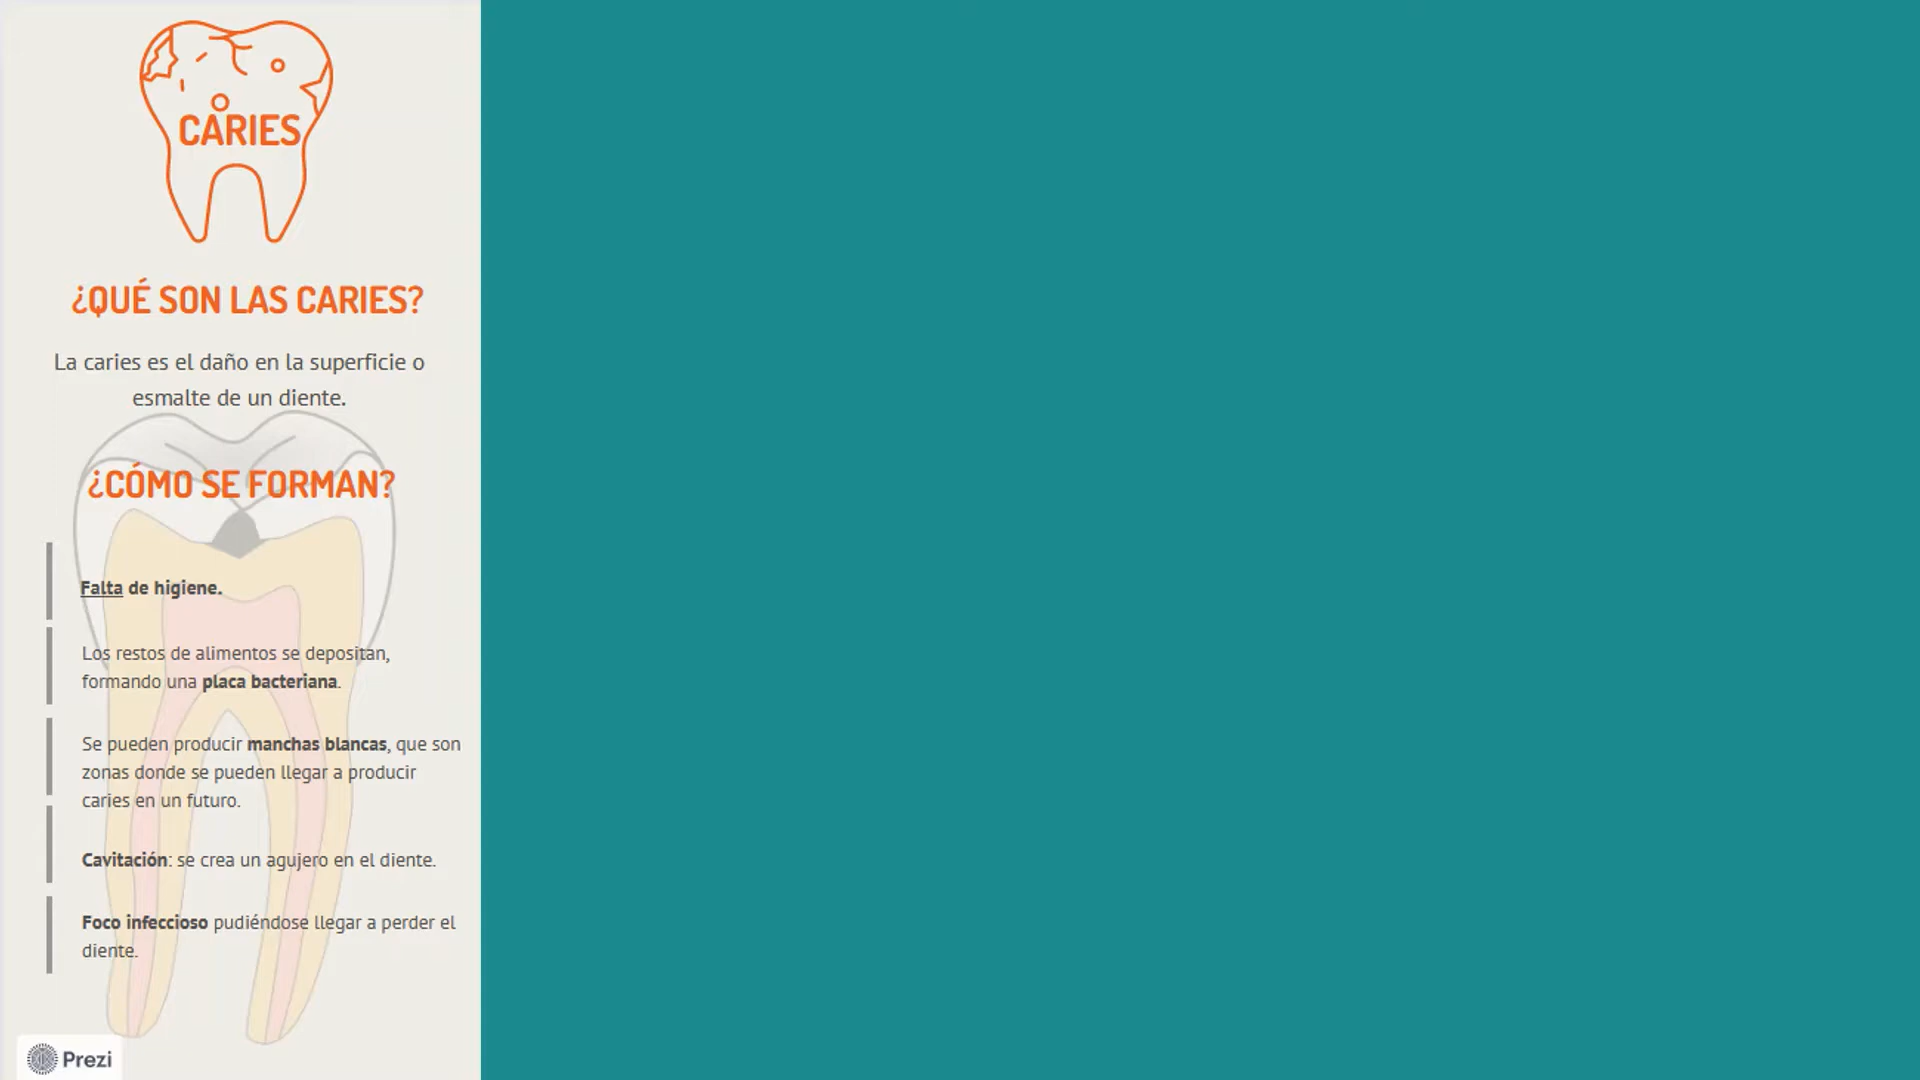 CARIES
¿QUÉ SON LAS CARIES?
La caries es el daño en la superficie o
esmalte de un diente.
¿CÓMO SE FORMAN?
Falta de higiene.
Los restos de alimentos se depositan,
formando una placa bacteriana.
Se pueden producir manchas blancas, que son
zonas donde se pueden llegar a producir
caries en un futuro.
Cavitación: se crea un agujero en el diente.
Foco infeccioso pudiéndose llegar a perder el
diente.
Prezi